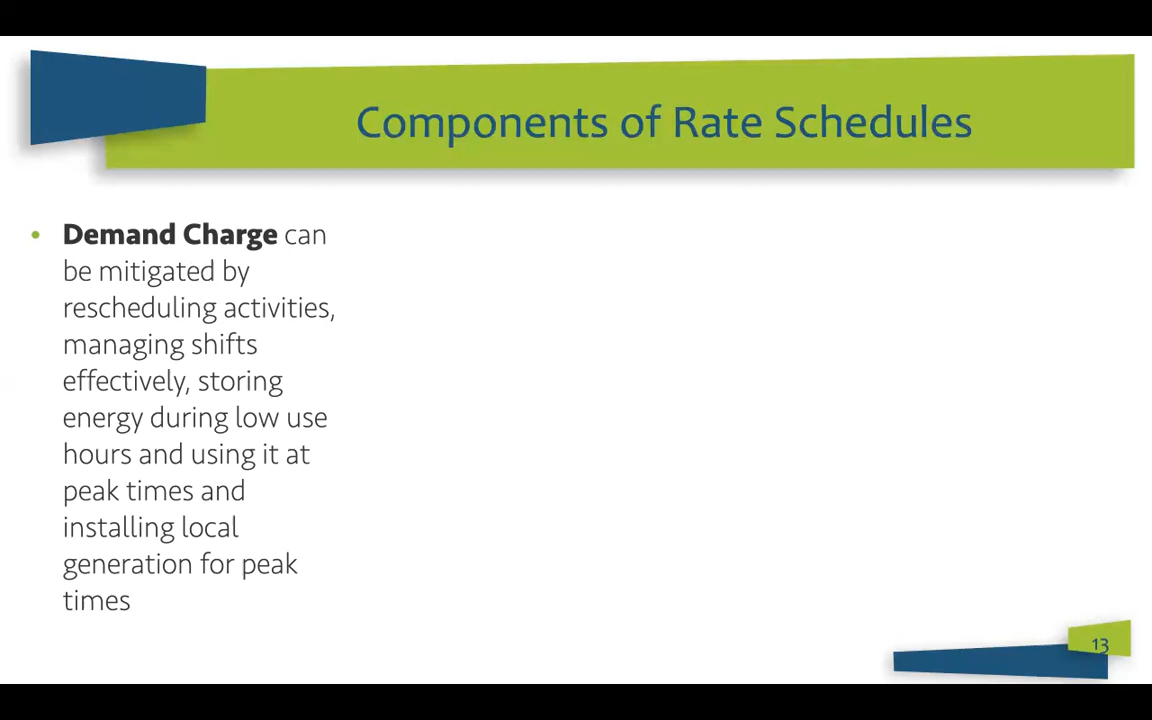 Components of Rate Schedules
• Demand Charge can
be mitigated by
rescheduling activities,
managing shifts
effectively, storing
energy during low use
hours and using it at
peak times and
installing local
generation for peak
times
13